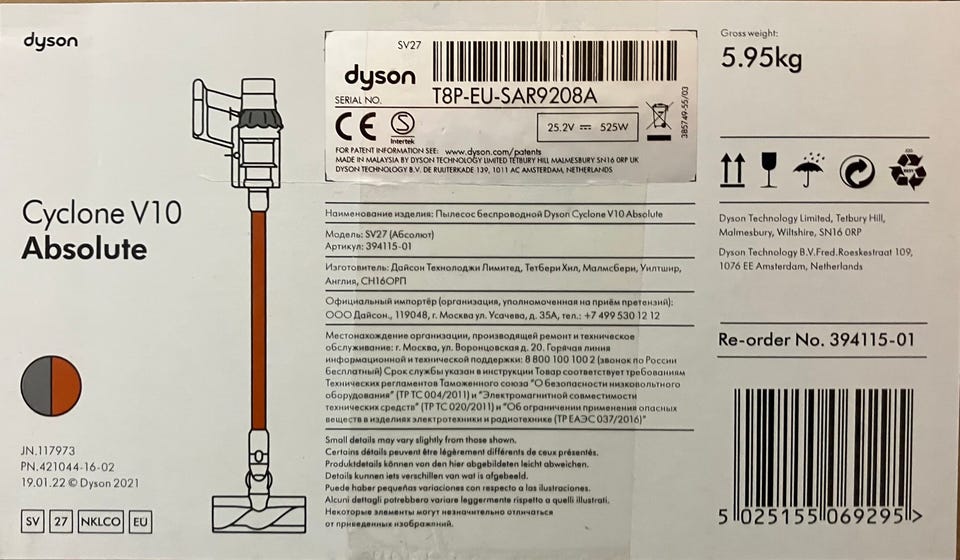 dyson
Cyclone V10
Absolute
JN.117973
PN.421044-16-02
19.01.22 © Dyson 2021
SV 27 NKLCO EU
SV27
dyson
SERIAL NO.
T8P-EU-SAR9208A
CE
S
Intertek
25.2V ⎓ 525W
385749-55/03
FOR PATENT INFORMATION SEE: www.dyson.com/patents
MADE IN MALAYSIA BY DYSON TECHNOLOGY LIMITED TETBURY HILL MALMESBURY SN16 0RP UK
DYSON TECHNOLOGY B.V. DE RUIJTERKADE 139, 1011 AC AMSTERDAM, NETHERLANDS
Наименование изделия: Пылесос беспроводной Dyson Cyclone V10 Absolute
Модель: SV27 (Абсолют)
Артикул: 394115-01
Изготовитель: Дайсон Технолоджи Лимитед, Тетбери Хил, Малмсбери, Уилтшир,
Англия, СН16ОРП
Официальный импортёр (организация, уполномоченная на приём претензий):
ООО Дайсон., 119048, г. Москва ул. Усачева, д. 35А, тел.: +7 499 530 12 12
Местонахождение организации, производящей ремонт и техническое
обслуживание: г. Москва, ул. Воронцовская д. 20. Горячая линия
информационной и технической поддержки: 8 800 100 100 2 (звонок по России
бесплатный) Срок службы указан в инструкции Товар соответствует требованиям
Технических регламентов Таможенного союза "О безопасности низковольтного
оборудования" (ТР ТС 004/2011) и "Электромагнитной совместимости
технических средств" (ТР ТС 020/2011) и "Об ограничении применения опасных
веществ в изделиях электротехники и радиотехнике (ТР ЕАЭС 037/2016)"
Small details may vary slightly from those shown.
Certains détails peuvent être légèrement différents de ceux présentés.
Produktdetails können von den hier abgebildeten leicht abweichen.
Details kunnen iets verschillen van wat is afgebeeld.
Puede haber pequeñas variaciones con respecto a las ilustraciones.
Alcuni dettagli potrebbero variare leggermente rispetto a quelli illustrati.
Некоторые элементы могут незначительно отличаться
от приведенных изображений.
Gross weight:
5.95kg
Dyson Technology Limited, Tetbury Hill,
Malmesbury, Wiltshire, SN16 0RP
Dyson Technology B.V.Fred.Roeskestraat 109,
1076 EE Amsterdam, Netherlands
Re-order No. 394115-01
5 025155 069295 >